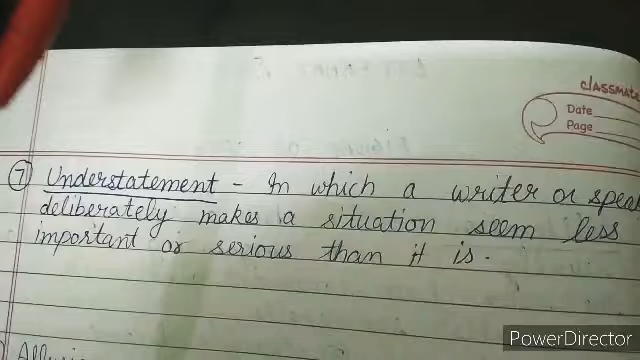 classmate
Date
Page
7 Understatement - In which a writer or speak
deliberately makes a situation seem less
important or serious than it is.
PowerDirector